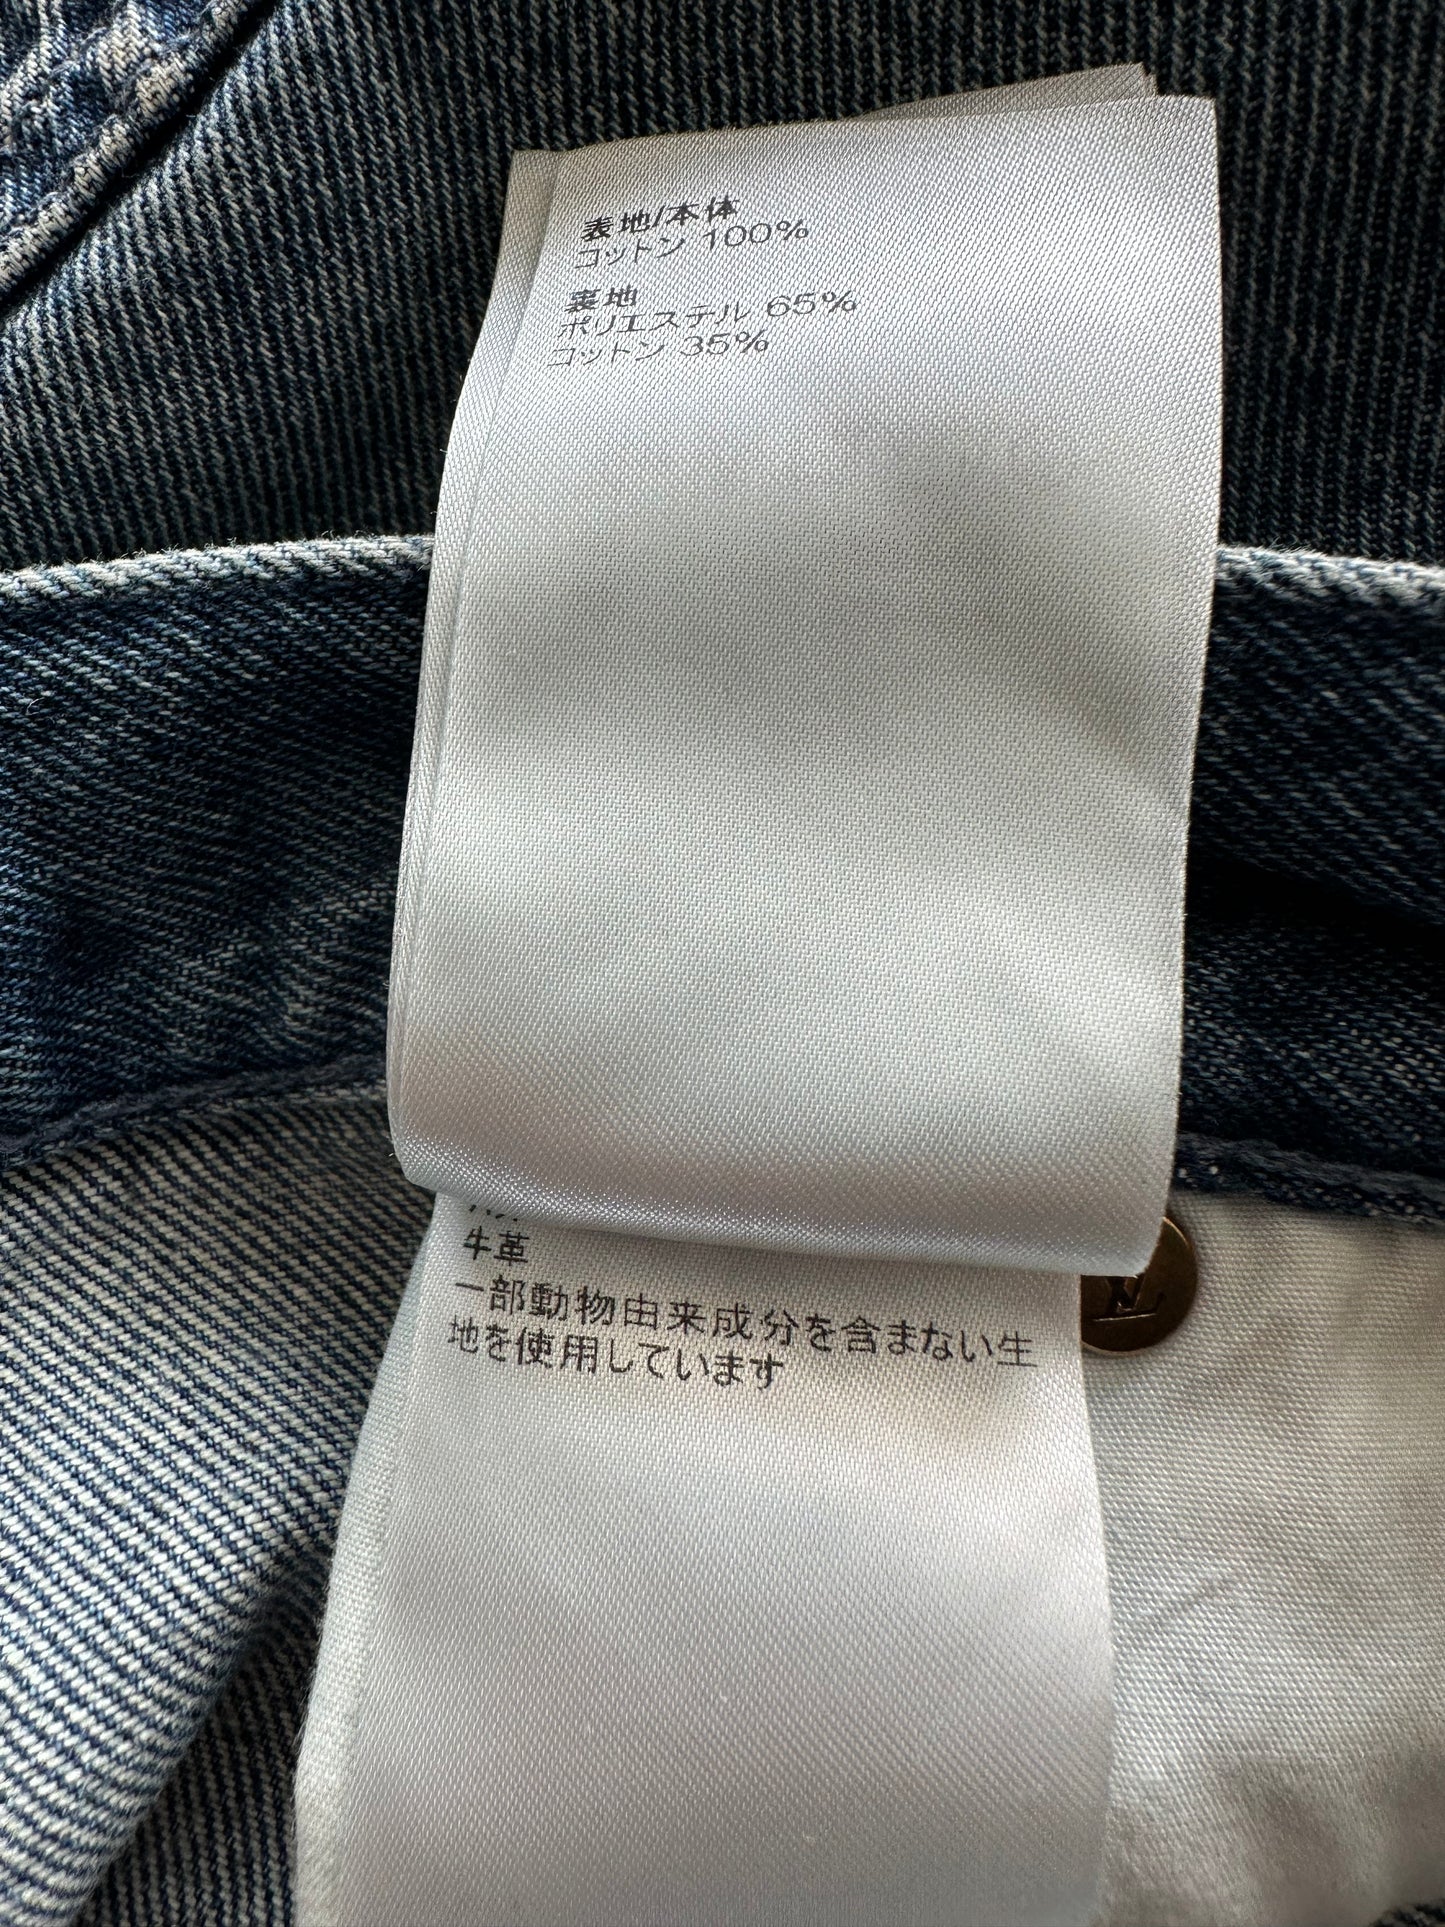 表地/本体
コットン 100%
裏地
ポリエステル 65%
コットン 35%
牛革
一部動物由来成分を含まない生
地を使用しています